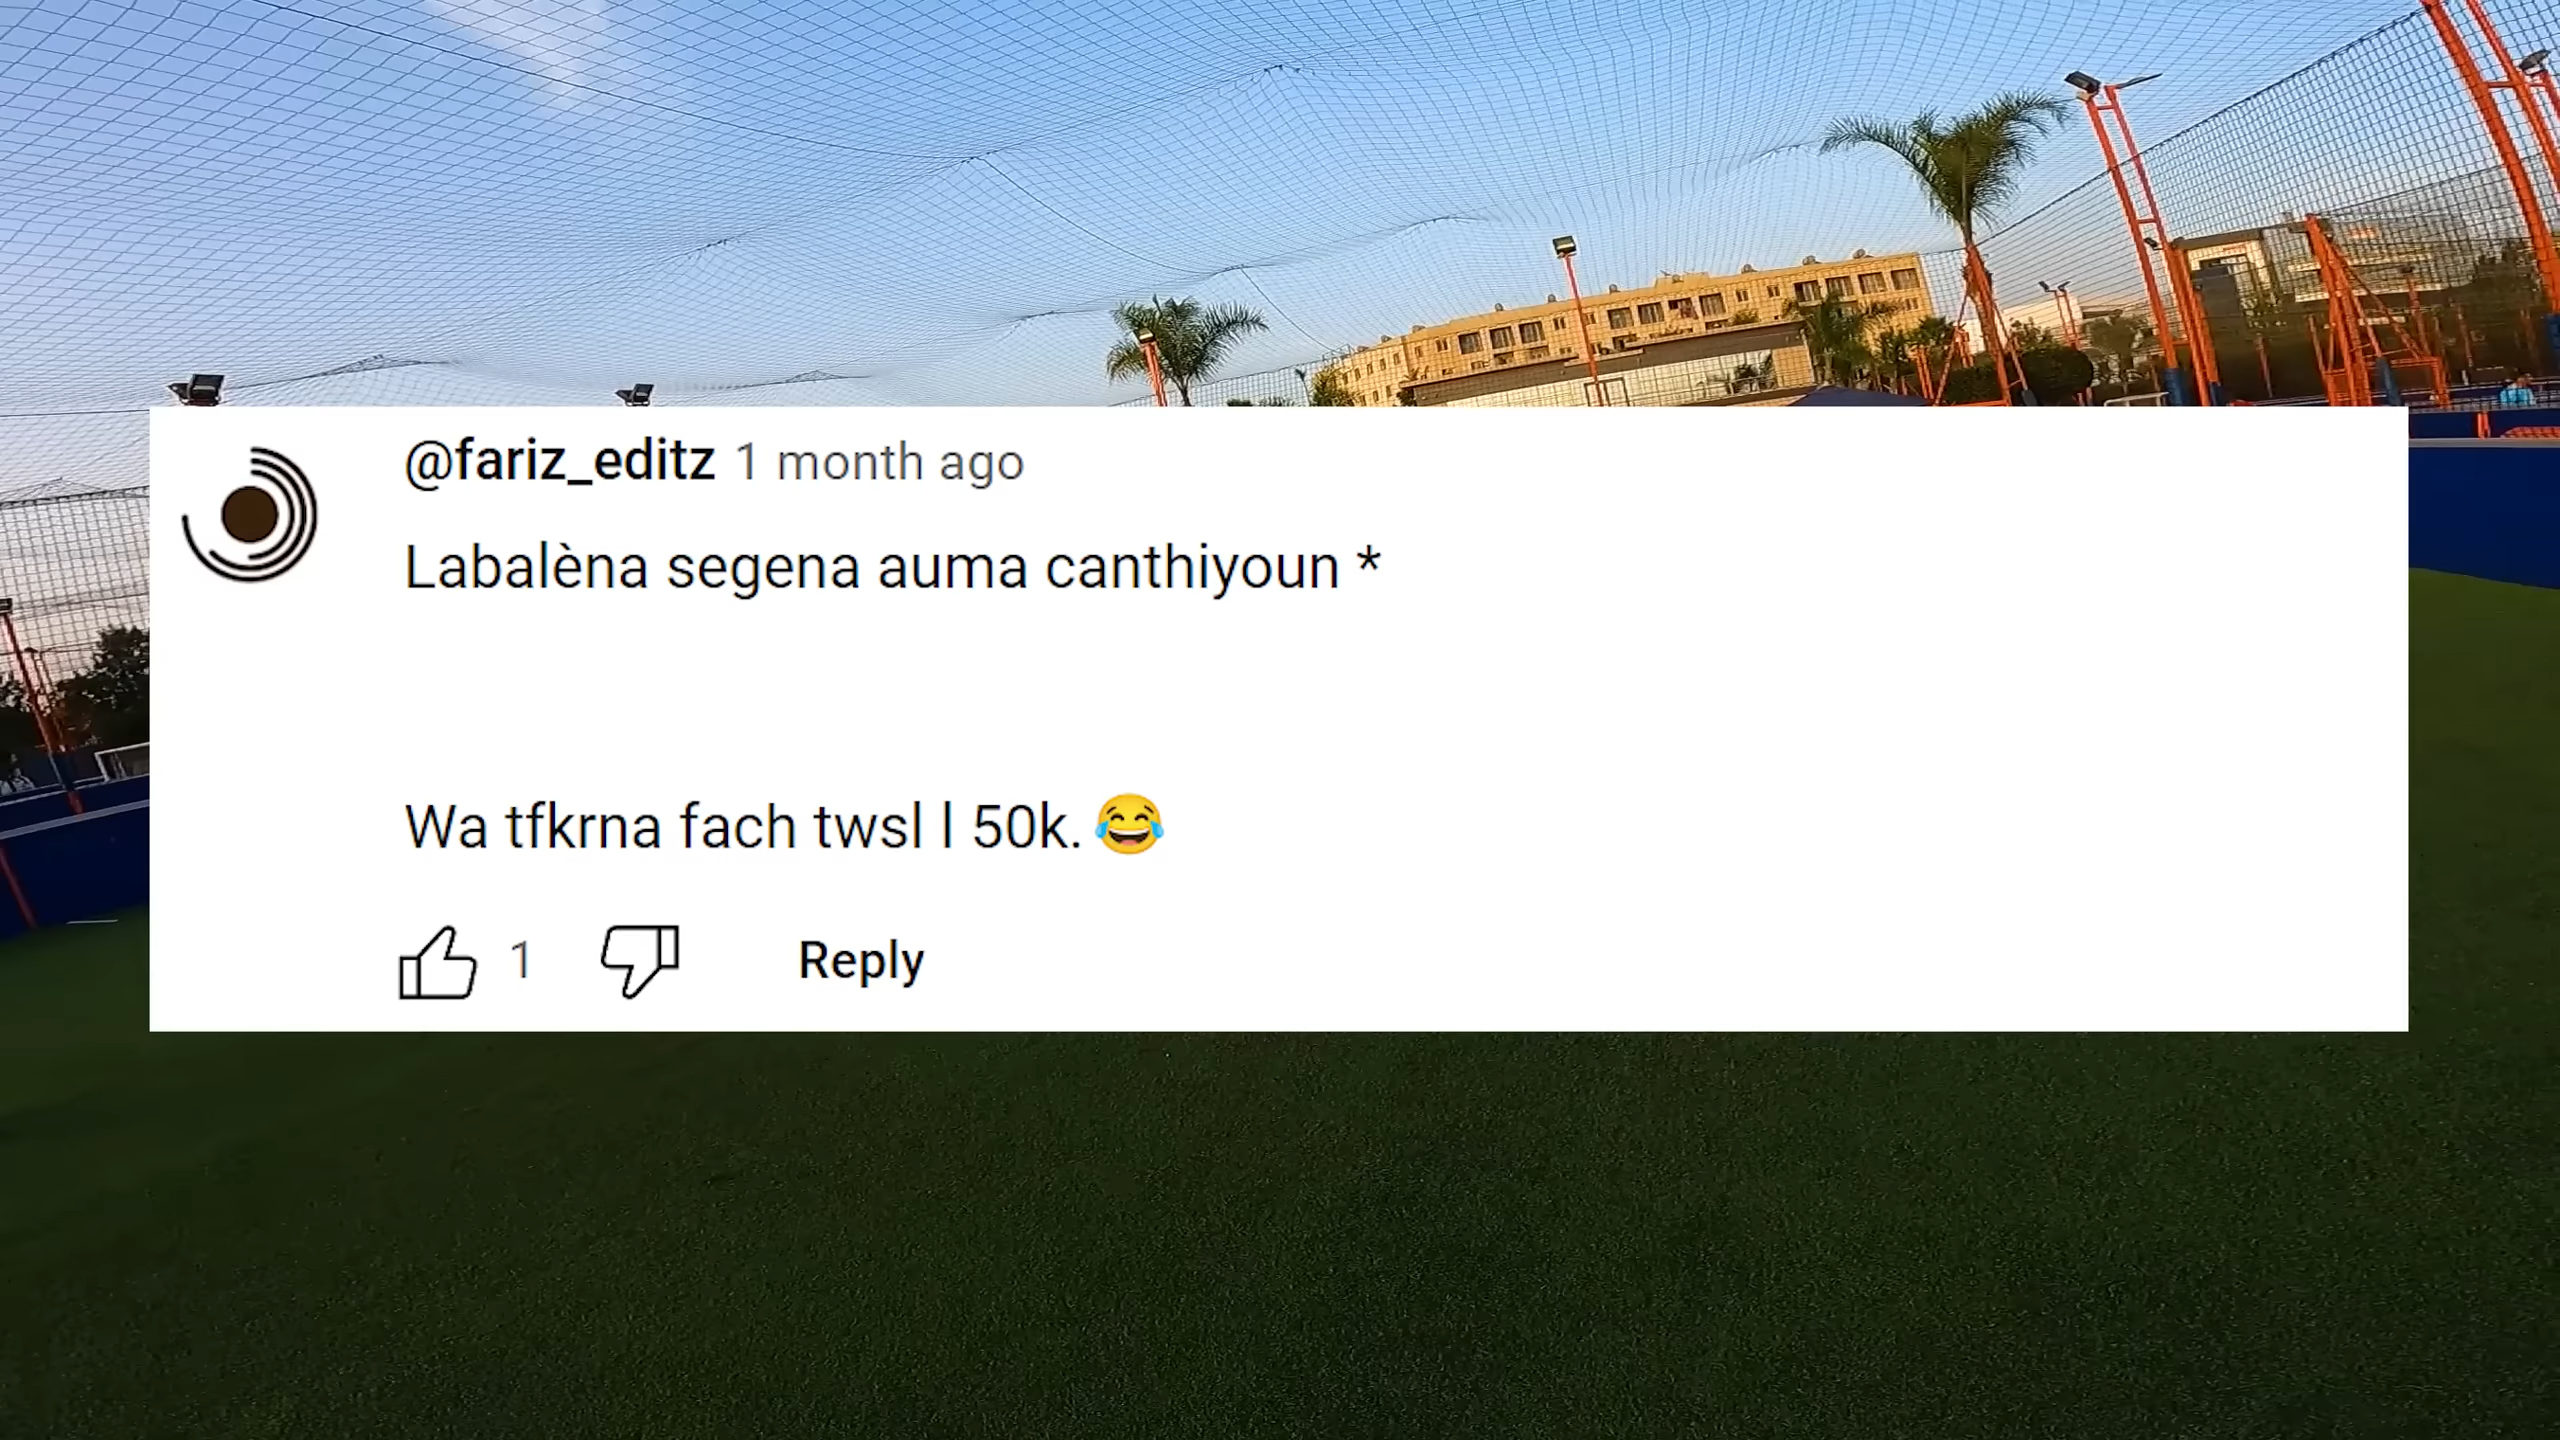 @fariz_editz 1 month ago
Labalèna segena auma canthiyoun *
Wa tfkrna fach twsl l 50k. 😂
1 Reply